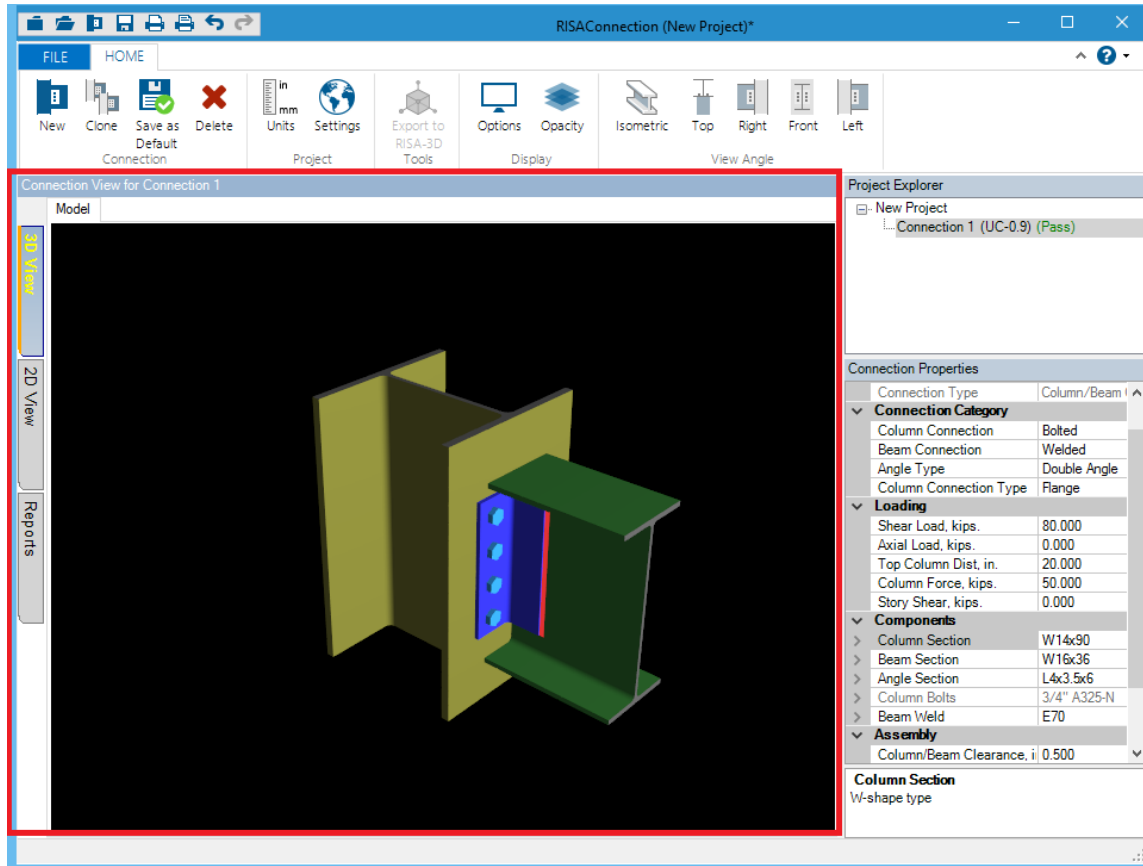 RISAConnection (New Project)*
FILE HOME
in
mm
New Clone Save as Default Delete Units Settings Export to RISA-3D Options Opacity Isometric Top Right Front Left
Connection Project Tools Display View Angle
Connection View for Connection 1
Model
3D View
2D View
Reports
Project Explorer
New Project
Connection 1 (UC-0.9) (Pass)
Connection Properties
Connection Type Column/Beam
Connection Category
Column Connection Bolted
Beam Connection Welded
Angle Type Double Angle
Column Connection Type Flange
Loading
Shear Load, kips. 80.000
Axial Load, kips. 0.000
Top Column Dist, in. 20.000
Column Force, kips. 50.000
Story Shear, kips. 0.000
Components
Column Section W14x90
Beam Section W16x36
Angle Section L4x3.5x6
Column Bolts 3/4" A325-N
Beam Weld E70
Assembly
Column/Beam Clearance, i 0.500
Column Section
W-shape type